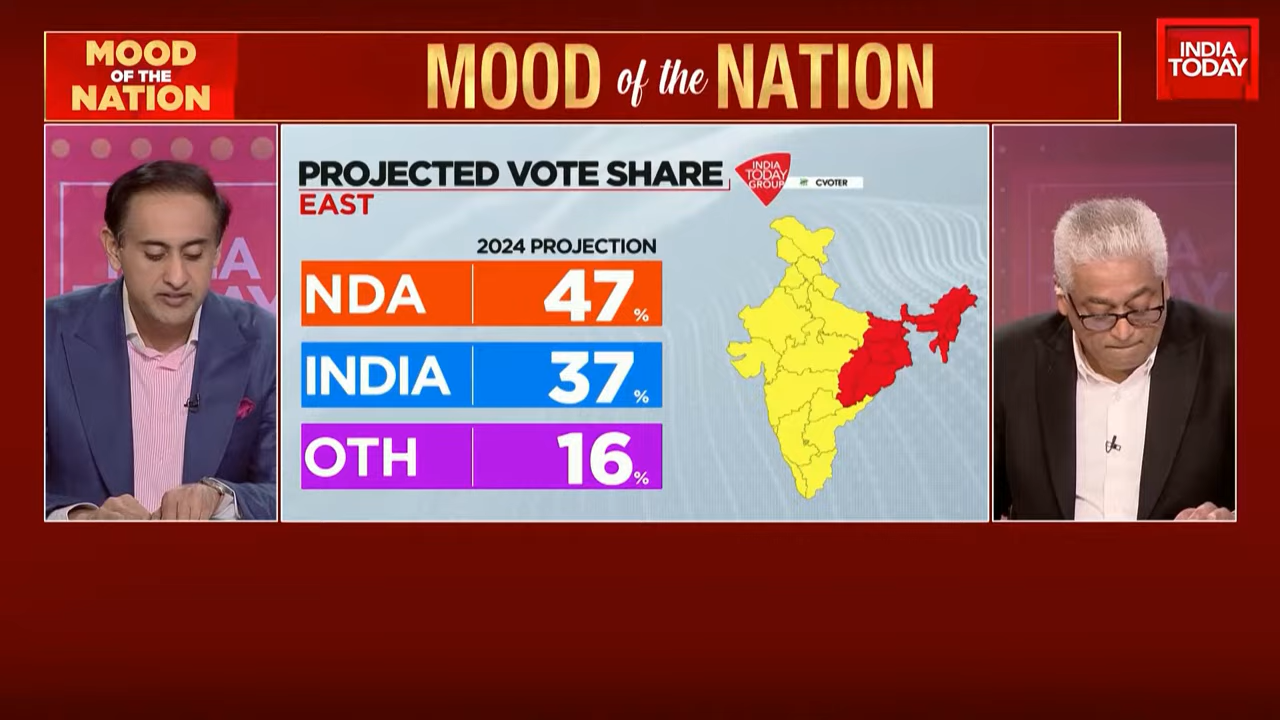 MOOD
OF THE
NATION
MOOD of the NATION
INDIA
TODAY
PROJECTED VOTE SHARE
EAST
INDIA
TODAY
GROUP
CVOTER
2024 PROJECTION
NDA 47%
INDIA 37%
OTH 16%